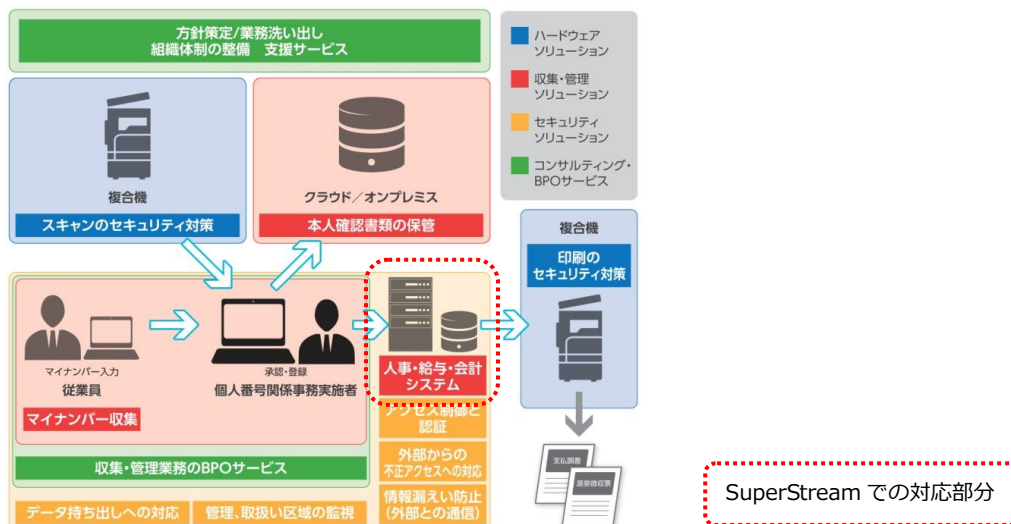 方針策定/業務洗い出し
組織体制の整備　支援サービス
ハードウェア
ソリューション
収集・管理
ソリューション
セキュリティ
ソリューション
コンサルティング・
BPOサービス
複合機
スキャンのセキュリティ対策
クラウド／オンプレミス
本人確認書類の保管
複合機
印刷の
セキュリティ対策
マイナンバー入力
従業員
マイナンバー収集
承認・登録
個人番号関係事務実施者
人事・給与・会計
システム
アクセス制御と
認証
収集・管理業務のBPOサービス
外部からの
不正アクセスへの対応
データ持ち出しへの対応
管理、取扱い区域の監視
情報漏えい防止
（外部との通信）
支払調書
源泉徴収票
SuperStream での対応部分